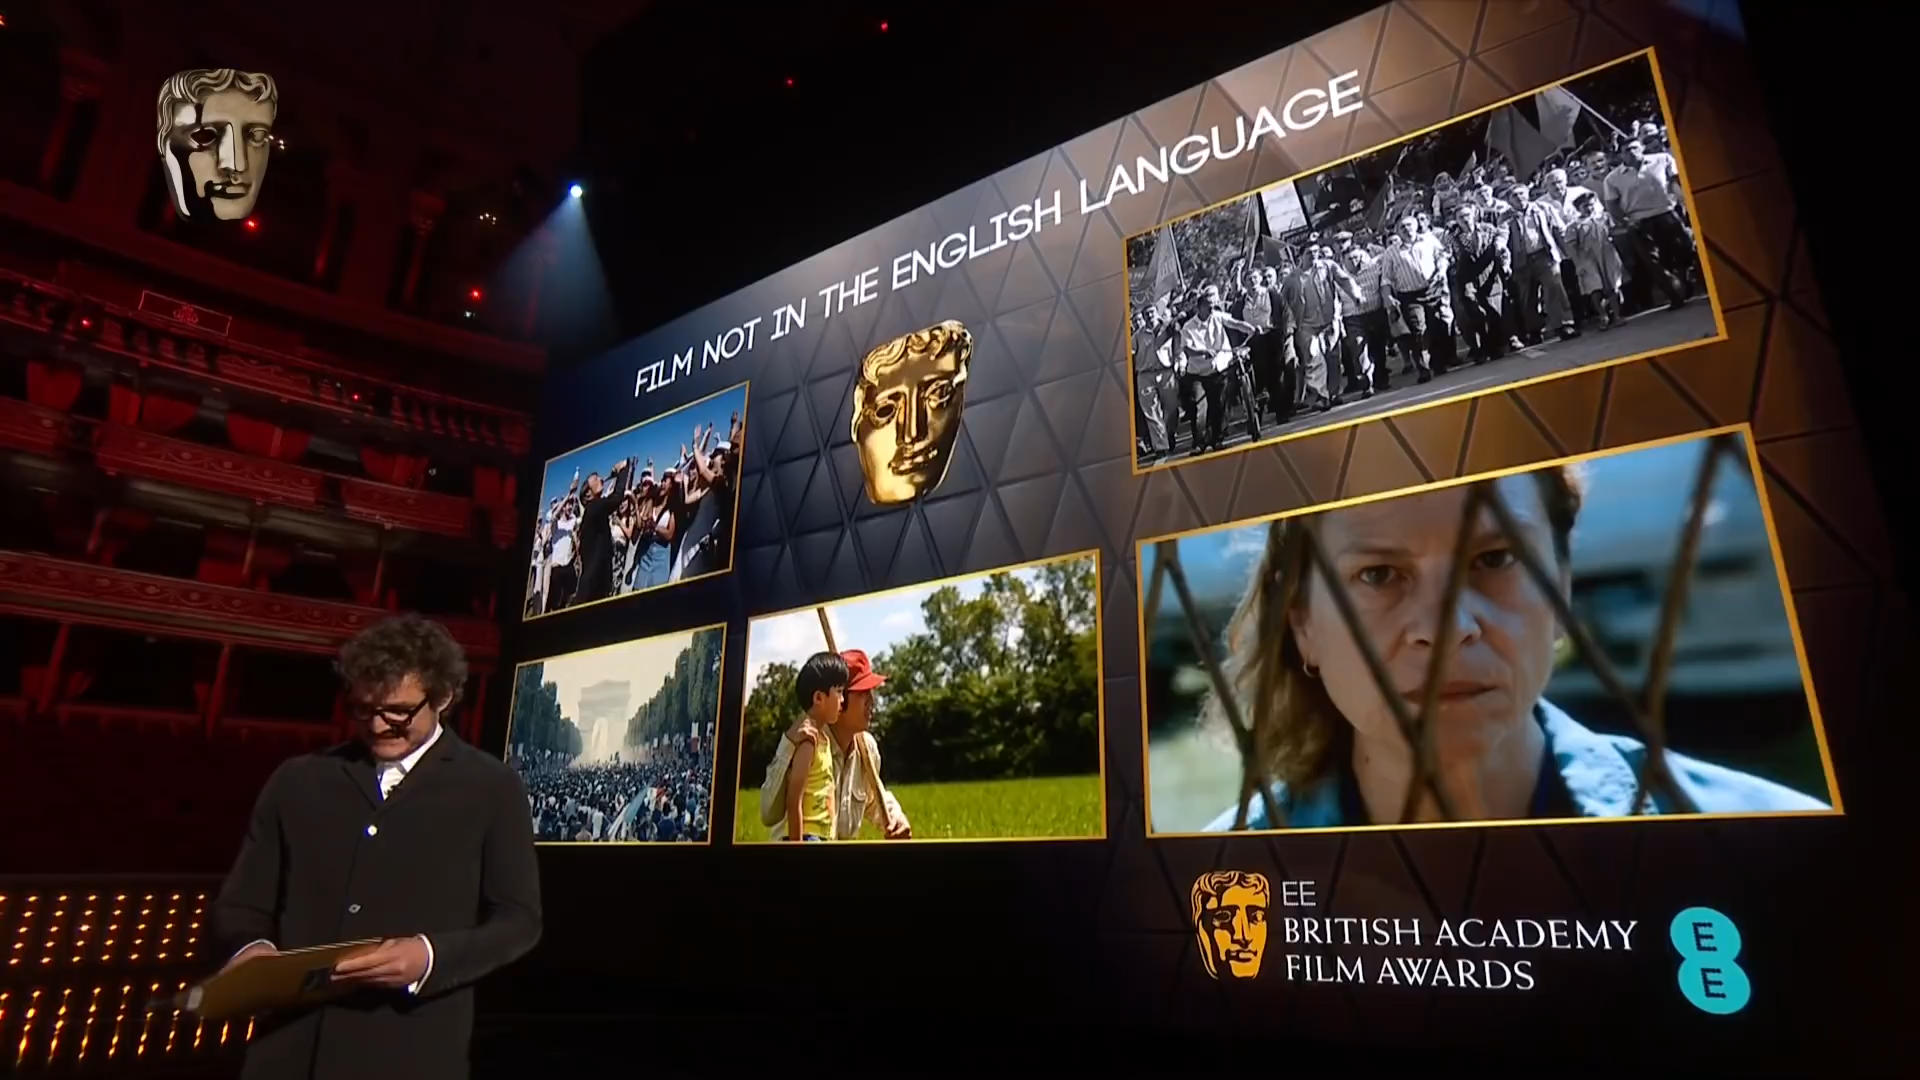 FILM NOT IN THE ENGLISH LANGUAGE
EE
BRITISH ACADEMY
FILM AWARDS
E
E